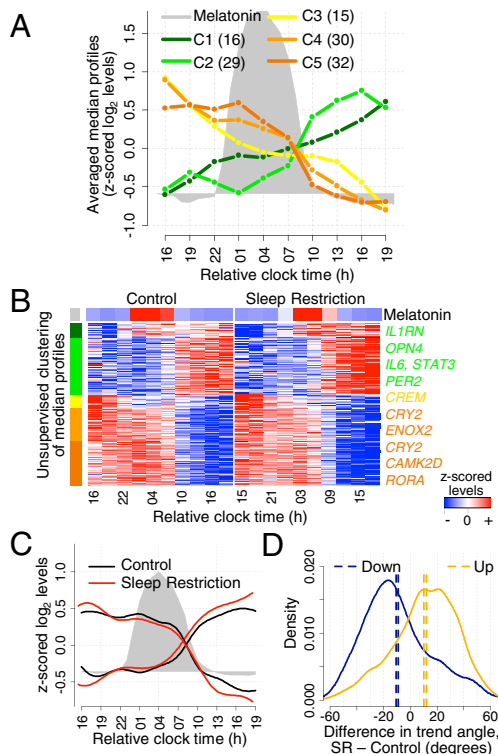 A
Averaged median profiles
(z-scored log2 levels)
1.5
1.0
0.5
0.0
-0.5
-1.0
Melatonin
C1 (16)
C2 (29)
C3 (15)
C4 (30)
C5 (32)
16 19 22 01 04 07 10 13 16 19
Relative clock time (h)
B
Control Sleep Restriction
Melatonin
Unsupervised clustering
of median profiles
IL1RN
OPN4
IL6, STAT3
PER2
CREM
CRY2
ENOX2
CRY2
CAMK2D
RORA
16 22 04 10 16 15 21 03 09 15
Relative clock time (h)
z-scored
levels
- 0 +
C
z-scored log2 levels
1.0
0.5
0.0
-0.5
Control
Sleep Restriction
16 19 22 01 04 07 10 13 16 19
Relative clock time (h)
D
Down Up
Density
0.020
0.010
0.000
-60 -20 0 20 60
Difference in trend angle,
SR – Control (degrees)